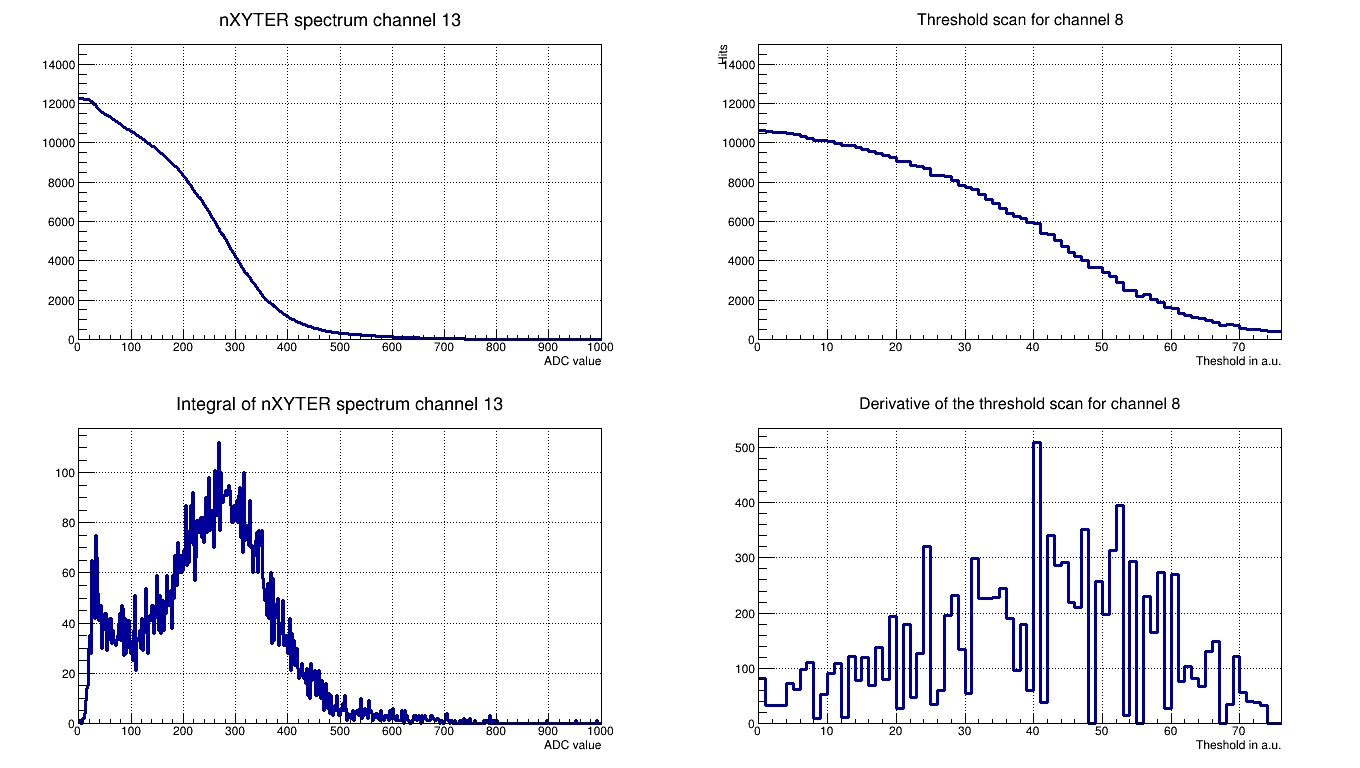 nXYTER spectrum channel 13
14000
12000
10000
8000
6000
4000
2000
0
0 100 200 300 400 500 600 700 800 900 1000
ADC value
Threshold scan for channel 8
Hits
14000
12000
10000
8000
6000
4000
2000
0
0 10 20 30 40 50 60 70
Theshold in a.u.
Integral of nXYTER spectrum channel 13
100
80
60
40
20
0
0 100 200 300 400 500 600 700 800 900 1000
ADC value
Derivative of the threshold scan for channel 8
500
400
300
200
100
0
0 10 20 30 40 50 60 70
Theshold in a.u.